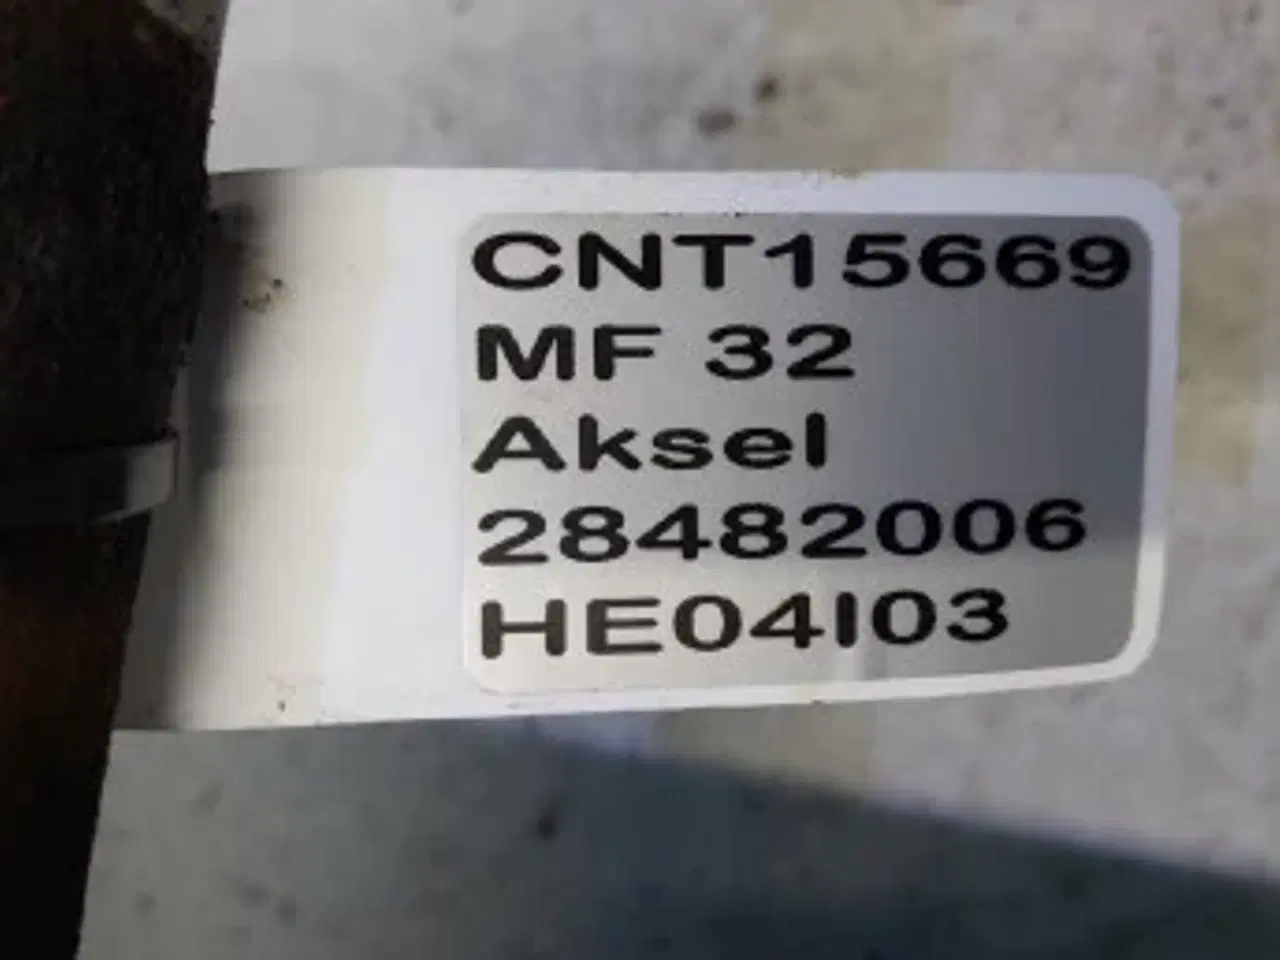 CNT15669
MF 32
Aksel
28482006
HE04I03